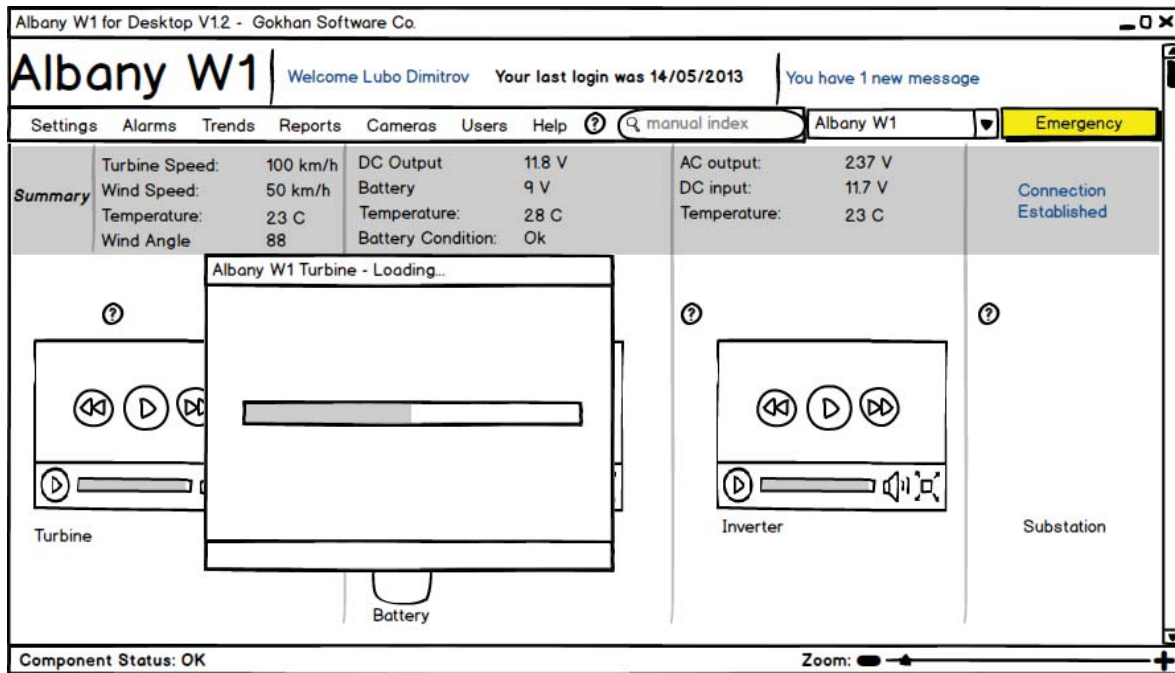 Albany W1 for Desktop V1.2 - Gokhan Software Co.
Albany W1
Welcome Lubo Dimitrov
Your last login was 14/05/2013
You have 1 new message
Settings Alarms Trends Reports Cameras Users Help ? manual index Albany W1 Emergency
Summary
Turbine Speed: 100 km/h
Wind Speed: 50 km/h
Temperature: 23 C
Wind Angle 88
DC Output 11.8 V
Battery 9 V
Temperature: 28 C
Battery Condition: Ok
AC output: 237 V
DC input: 11.7 V
Temperature: 23 C
Connection
Established
Albany W1 Turbine - Loading...
? ? ?
Turbine
Battery
Inverter
Substation
Component Status: OK
Zoom: